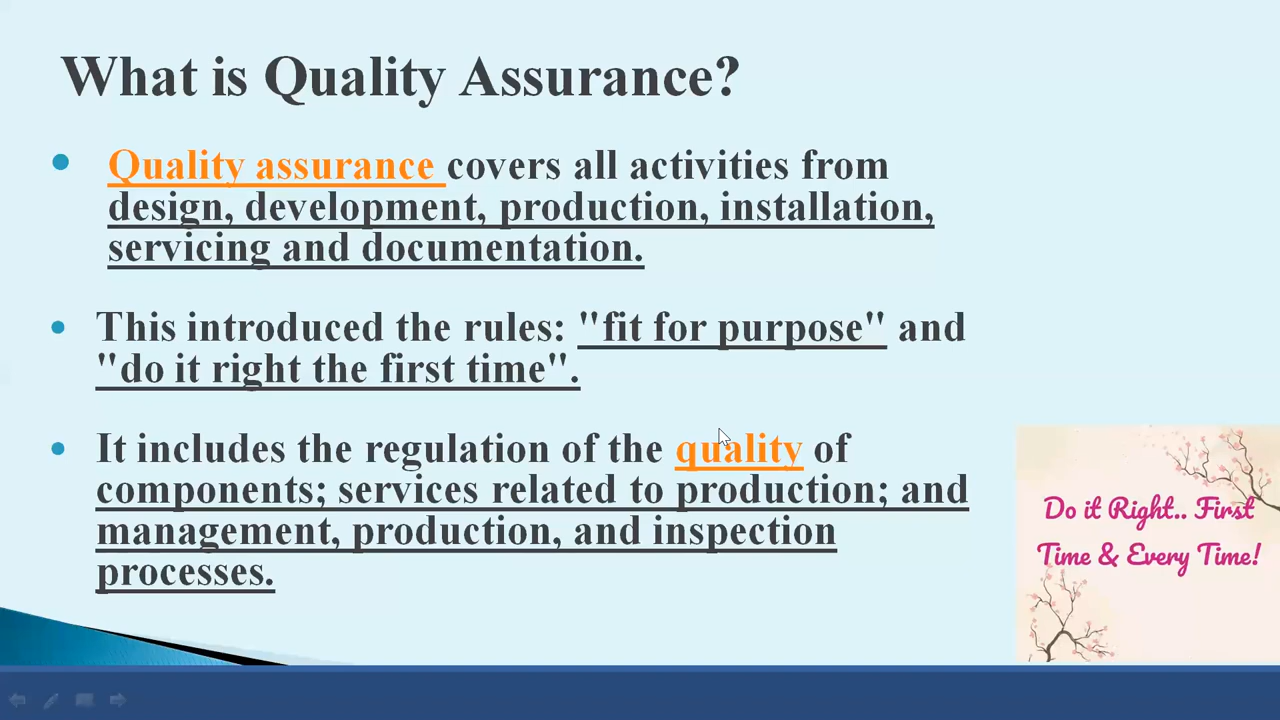 What is Quality Assurance?
Quality assurance covers all activities from
design, development, production, installation,
servicing and documentation.
This introduced the rules: "fit for purpose" and
"do it right the first time".
It includes the regulation of the quality of
components; services related to production; and
management, production, and inspection
processes.
Do it Right.. First
Time & Every Time!